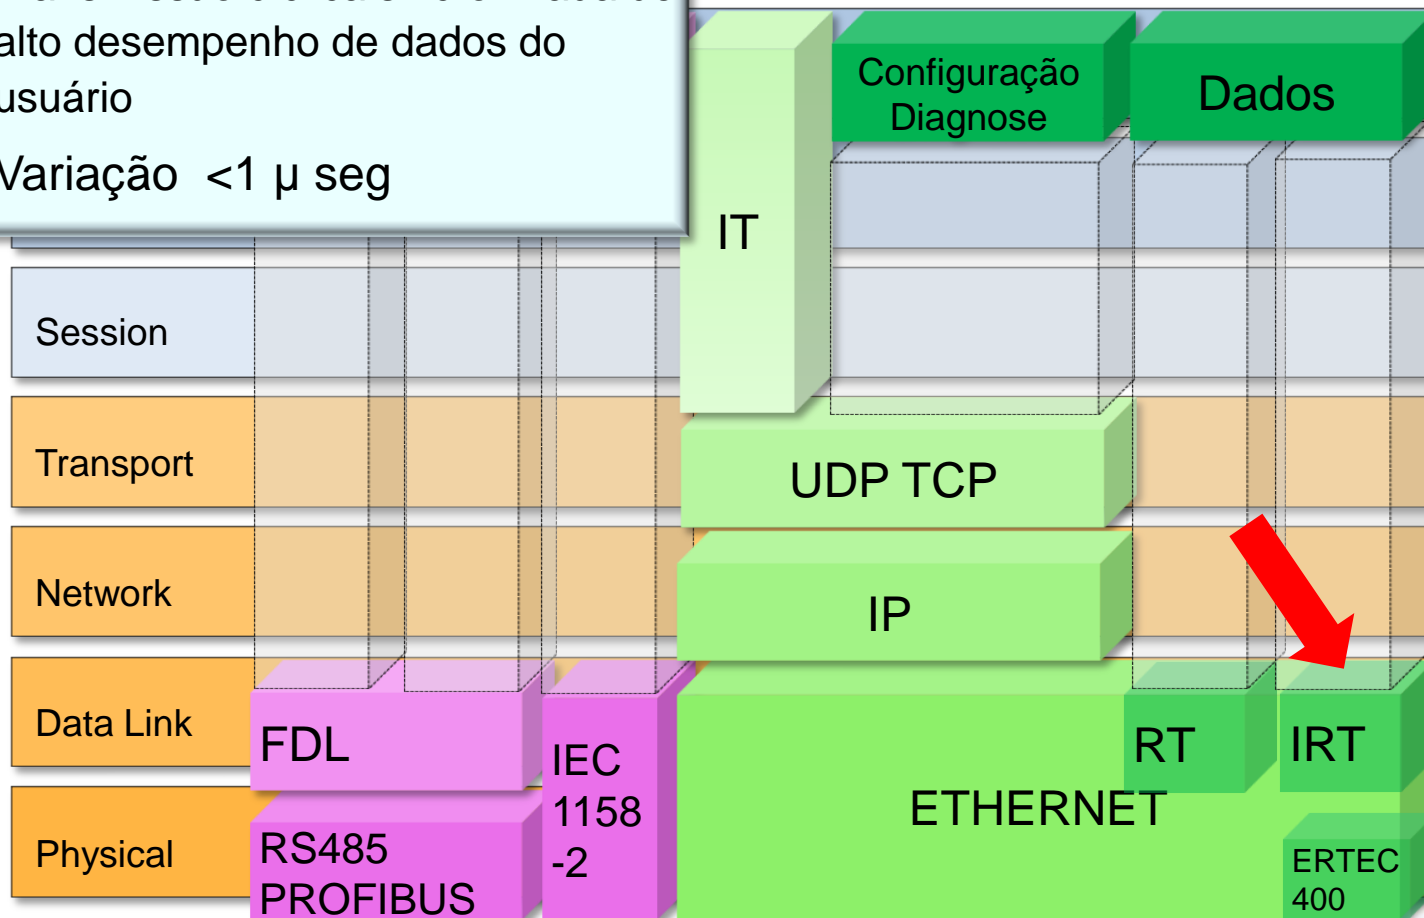 alto desempenho de dados do
usuário
Variação <1 µ seg
Configuração
Diagnose
Dados
IT
Session
Transport
UDP TCP
Network
IP
Data Link
FDL
IEC
1158
-2
RT
IRT
ETHERNET
Physical
RS485
PROFIBUS
ERTEC
400